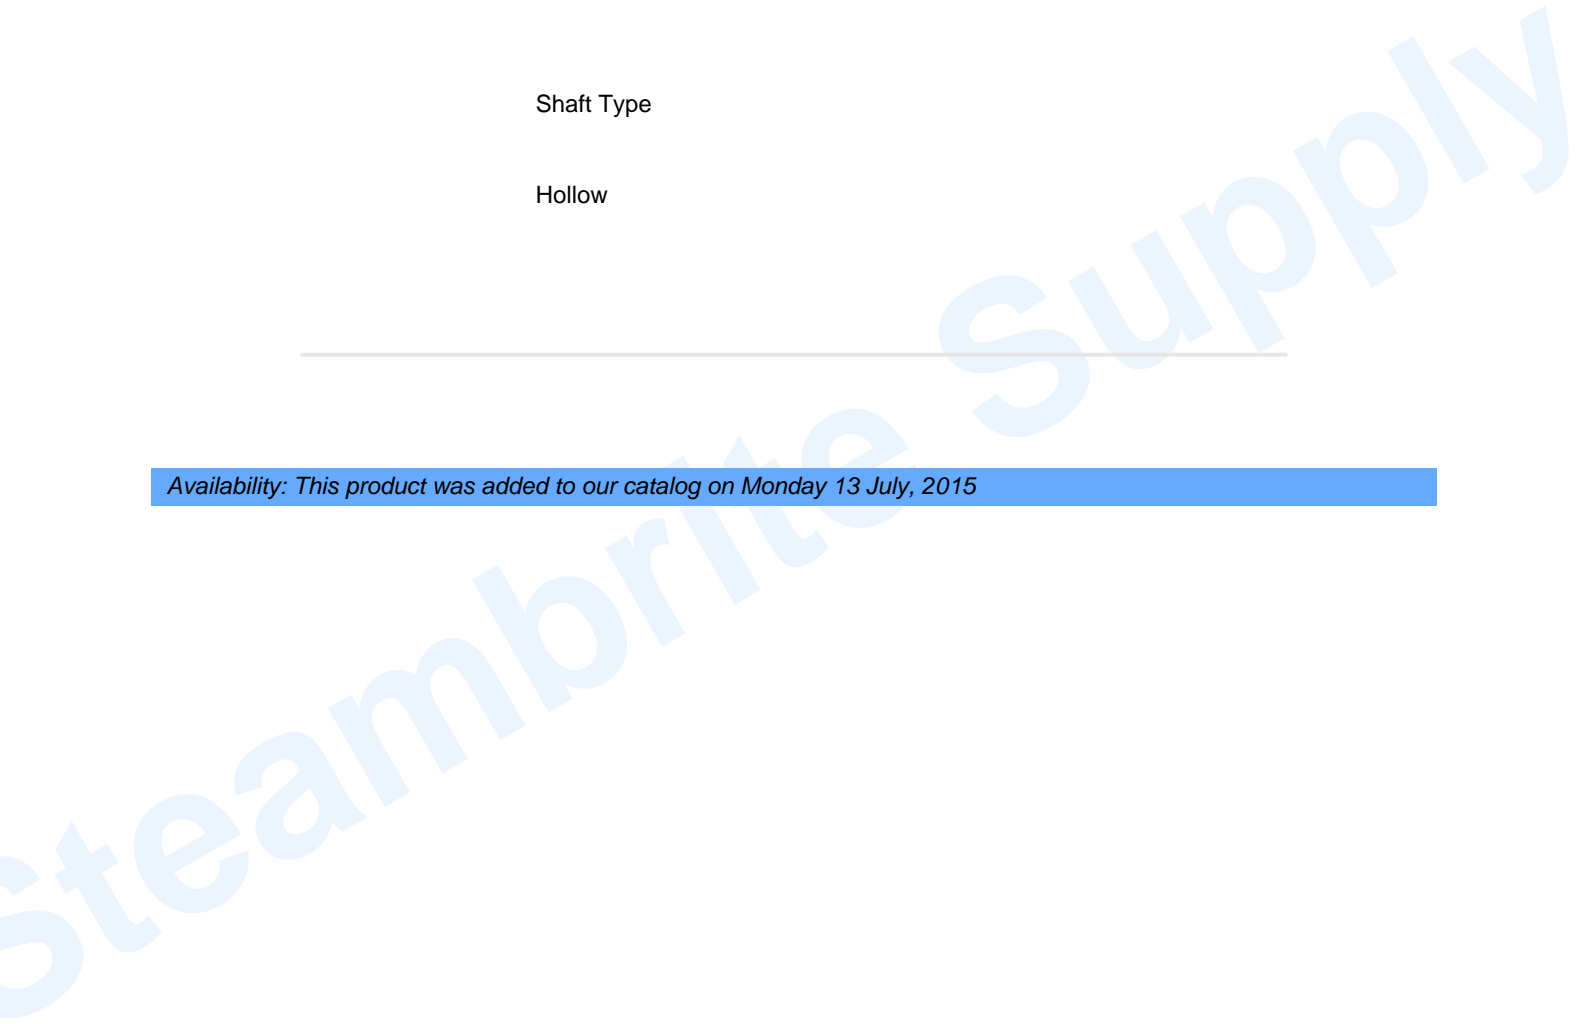 Shaft Type
Hollow
Availability: This product was added to our catalog on Monday 13 July, 2015
Steambrite Supply